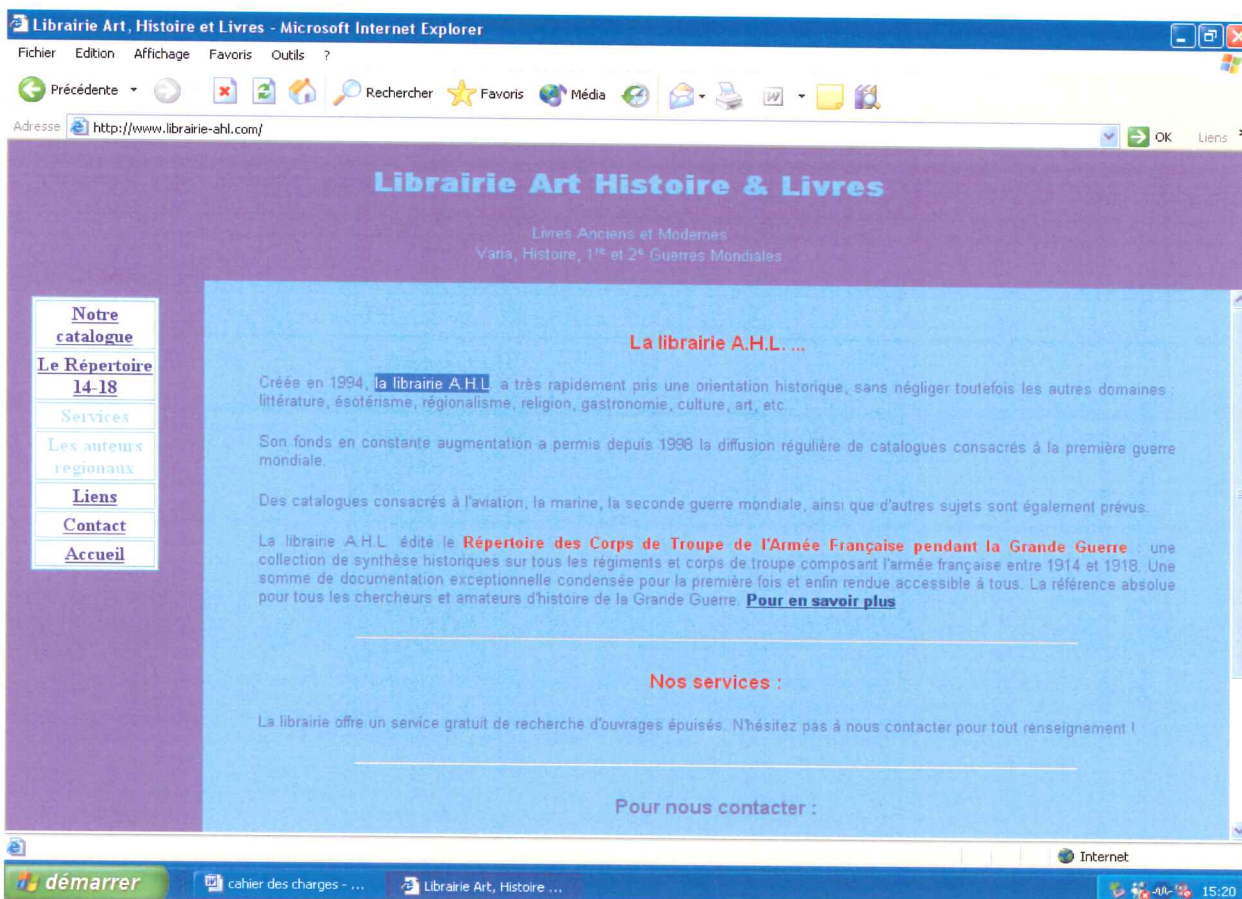 Librairie Art, Histoire et Livres - Microsoft Internet Explorer
Fichier Edition Affichage Favoris Outils ?
Précédente Rechercher Favoris Média
Adresse http://www.librairie-ahl.com/ OK Liens
Librairie Art Histoire & Livres
Livres Anciens et Modernes
Varia, Histoire, 1re et 2e Guerres Mondiales
Notre
catalogue
Le Répertoire
14-18
Services
Les auteurs
regionaux
Liens
Contact
Accueil
La librairie A.H.L. ...
Créée en 1994, la librairie A.H.L. a très rapidement pris une orientation historique, sans négliger toutefois les autres domaines :
littérature, ésotérisme, régionalisme, religion, gastronomie, culture, art, etc
Son fonds en constante augmentation a permis depuis 1998 la diffusion régulière de catalogues consacrés à la première guerre
mondiale.
Des catalogues consacrés à l'aviation, la marine, la seconde guerre mondiale, ainsi que d'autres sujets sont également prévus.
La librairie A.H.L. édite le Répertoire des Corps de Troupe de l'Armée Française pendant la Grande Guerre : une
collection de synthèse historiques sur tous les régiments et corps de troupe composant l'armée française entre 1914 et 1918. Une
somme de documentation exceptionnelle condensée pour la première fois et enfin rendue accessible à tous. La référence absolue
pour tous les chercheurs et amateurs d'histoire de la Grande Guerre. Pour en savoir plus
Nos services :
La librairie offre un service gratuit de recherche d'ouvrages épuisés. N'hésitez pas à nous contacter pour tout renseignement !
Pour nous contacter :
Internet
démarrer cahier des charges - ... Librairie Art, Histoire ... 15:20